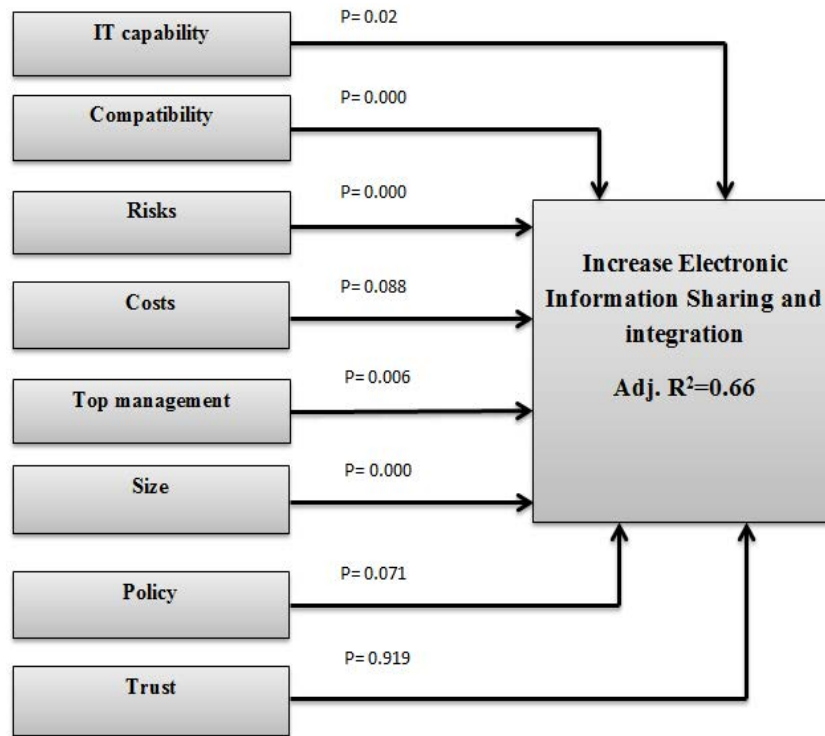 IT capability
P= 0.02
Compatibility
P= 0.000
Risks
P= 0.000
Costs
P= 0.088
Top management
P= 0.006
Size
P= 0.000
Policy
P= 0.071
Trust
P= 0.919
Increase Electronic
Information Sharing and
integration
Adj. R²=0.66